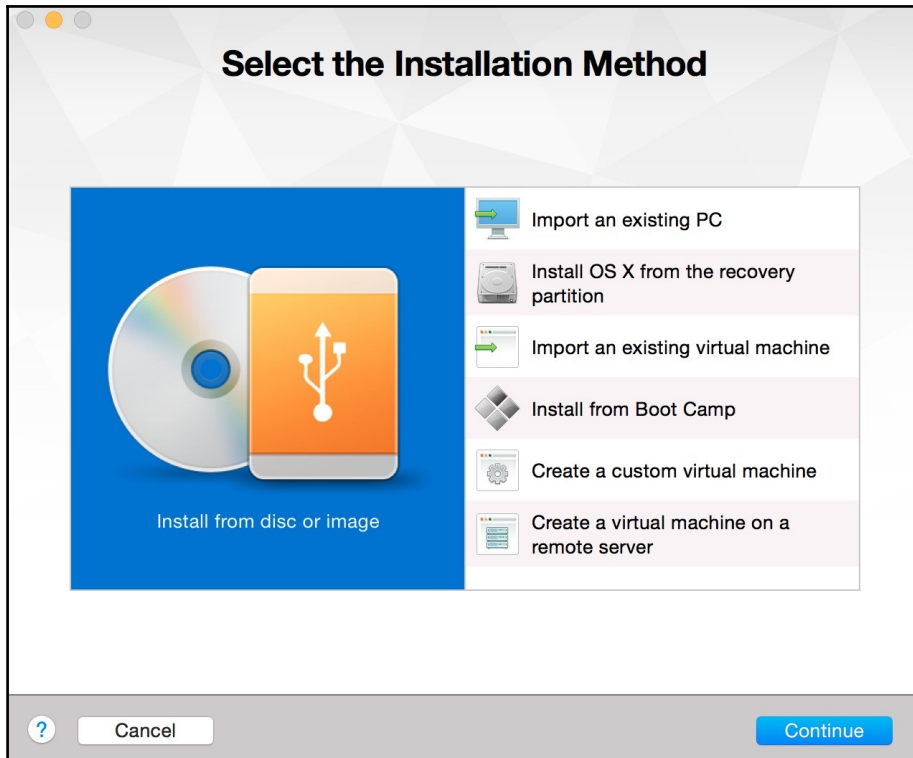 Select the Installation Method
Install from disc or image
Import an existing PC
Install OS X from the recovery
partition
Import an existing virtual machine
Install from Boot Camp
Create a custom virtual machine
Create a virtual machine on a
remote server
?
Cancel
Continue